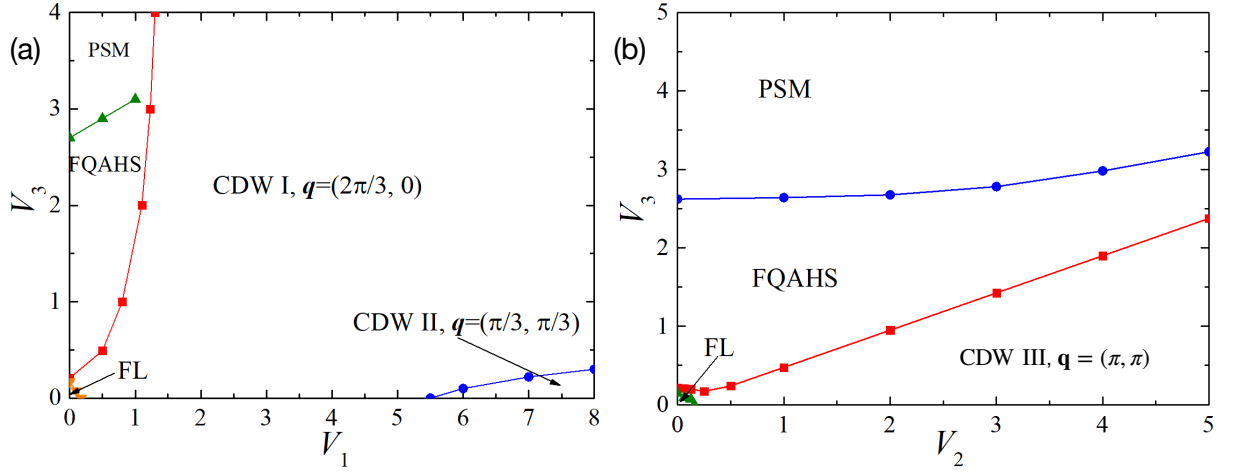 (a)
4
3
2
1
0
V3
PSM
FQAHS
CDW I, q=(2π/3, 0)
CDW II, q=(π/3, π/3)
FL
0 1 2 3 4 5 6 7 8
V1
(b)
5
4
3
2
1
0
V3
PSM
FQAHS
FL
CDW III, q = (π, π)
0 1 2 3 4 5
V2